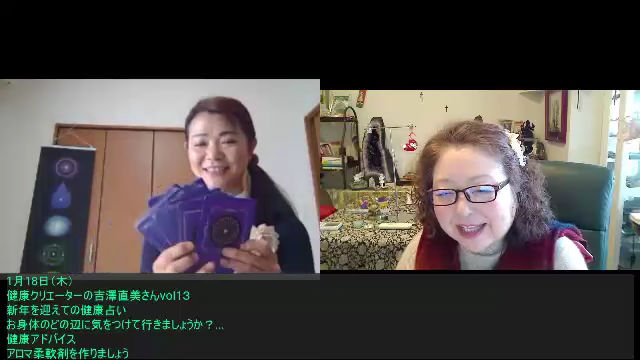 1月18日(木)
健康クリエーターの吉澤直美さんvol13
新年を迎えての健康占い
お身体のどの辺に気をつけて行きましょうか?...
健康アドバイス
アロマ柔軟剤を作りましょう